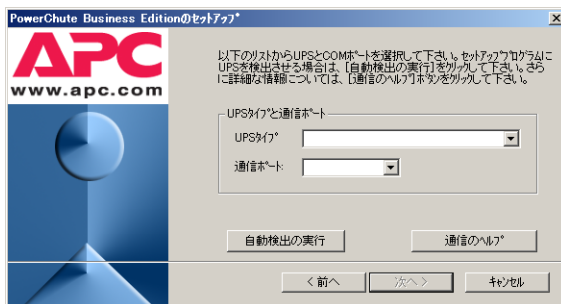 PowerChute Business Editionのｾｯﾄｱｯﾌﾟ
APC
www.apc.com
以下のﾘｽﾄからUPSとCOMﾎﾟｰﾄを選択して下さい。ｾｯﾄｱｯﾌﾟﾌﾟﾛｸﾞﾗﾑに
UPSを検出させる場合は、[自動検出の実行]をｸﾘｯｸして下さい。さら
に詳細な情報については、[通信のﾍﾙﾌﾟ]ﾎﾞﾀﾝをｸﾘｯｸして下さい。
UPSﾀｲﾌﾟと通信ﾎﾟｰﾄ
UPSﾀｲﾌﾟ
通信ﾎﾟｰﾄ:
自動検出の実行
通信のﾍﾙﾌﾟ
< 前へ
次へ >
ｷｬﾝｾﾙ